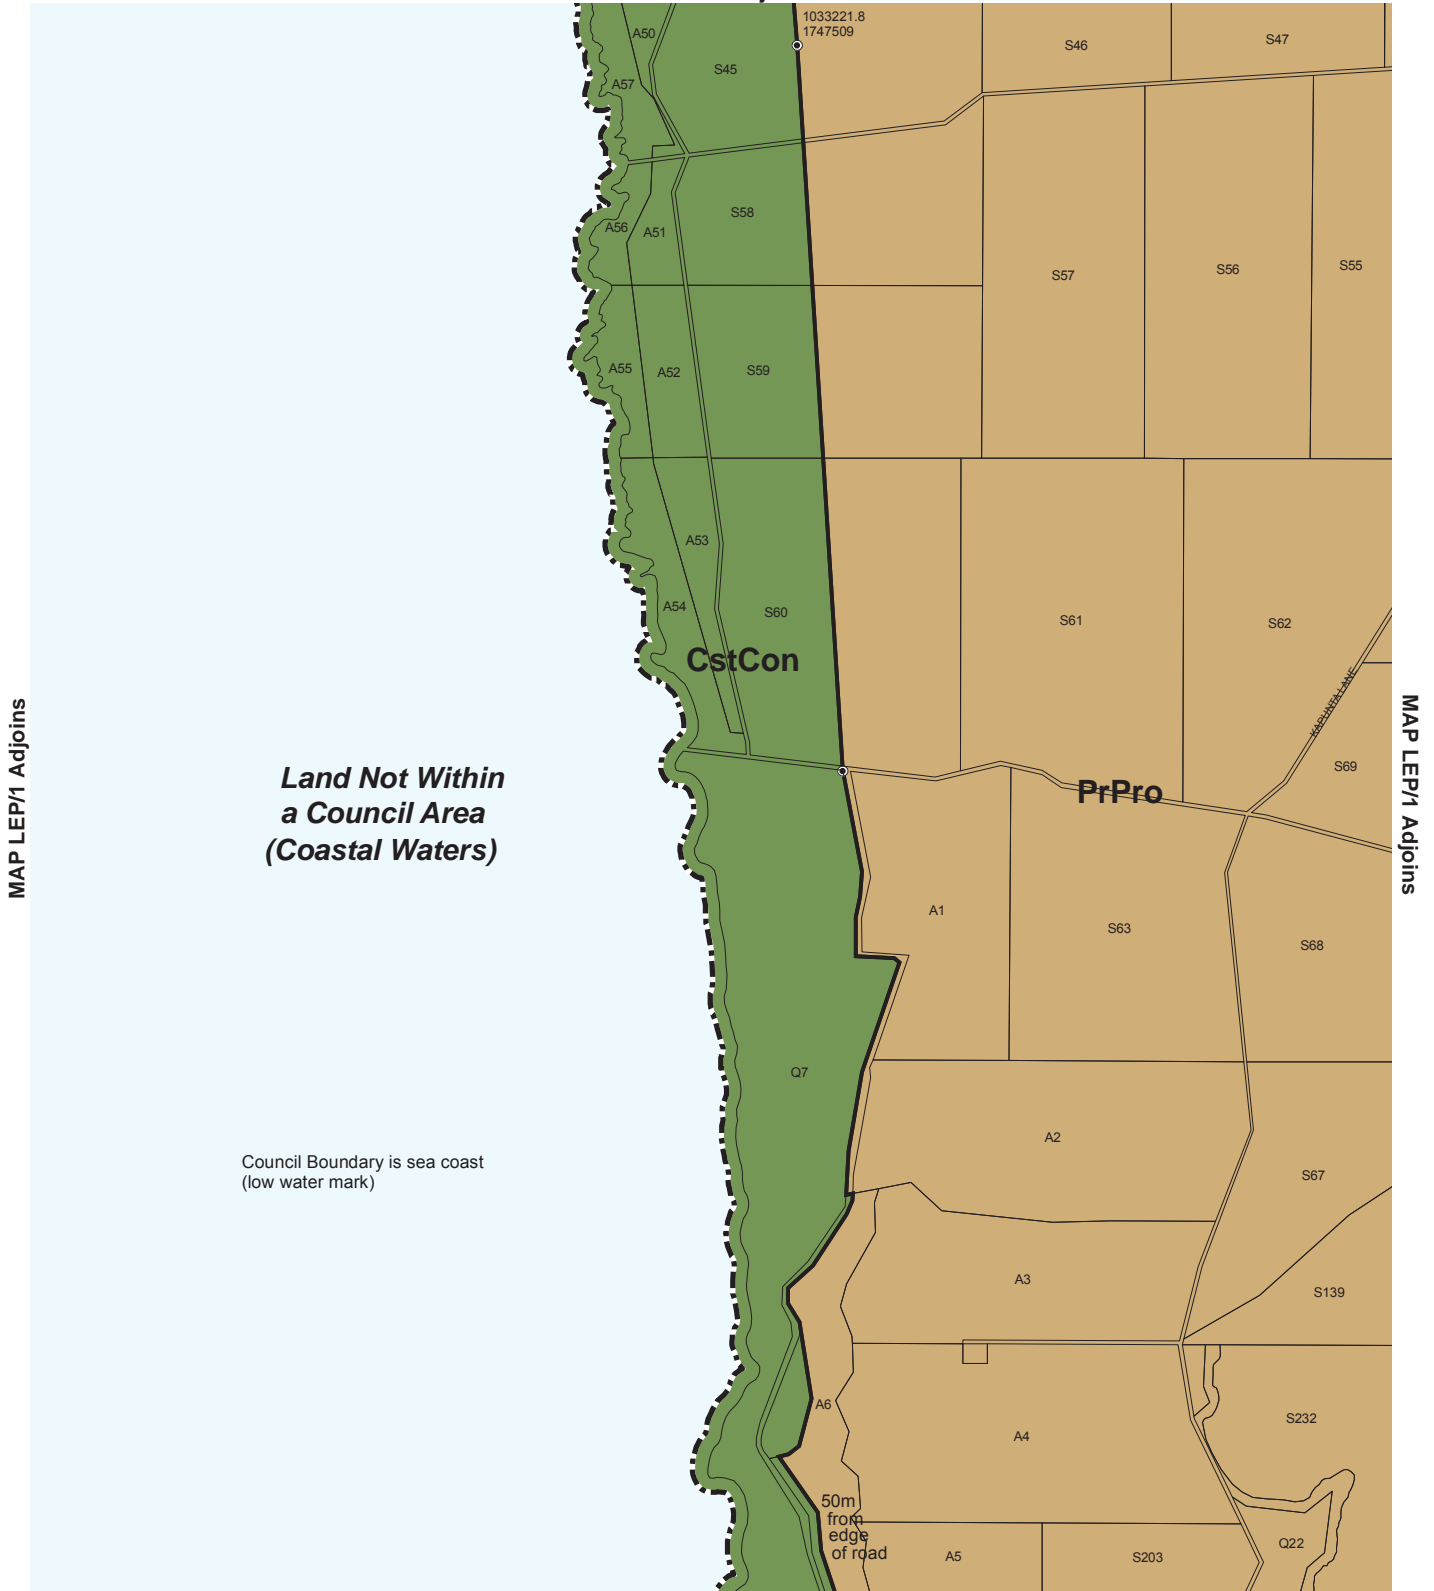 1033221.8
1747509
A50
S46
S47
S45
A57
S58
A56
A51
S57
S56
S55
A55
A52
S59
A53
A54
S60
S61
S62
CstCon
KAPUNTA LANE
MAP LEP/1 Adjoins
MAP LEP/1 Adjoins
S69
Land Not Within
a Council Area
(Coastal Waters)
PrPro
A1
S63
S68
Q7
A2
Council Boundary is sea coast
(low water mark)
S67
A3
S139
A6
S232
A4
50m
from
edge
of road
A5
S203
Q22